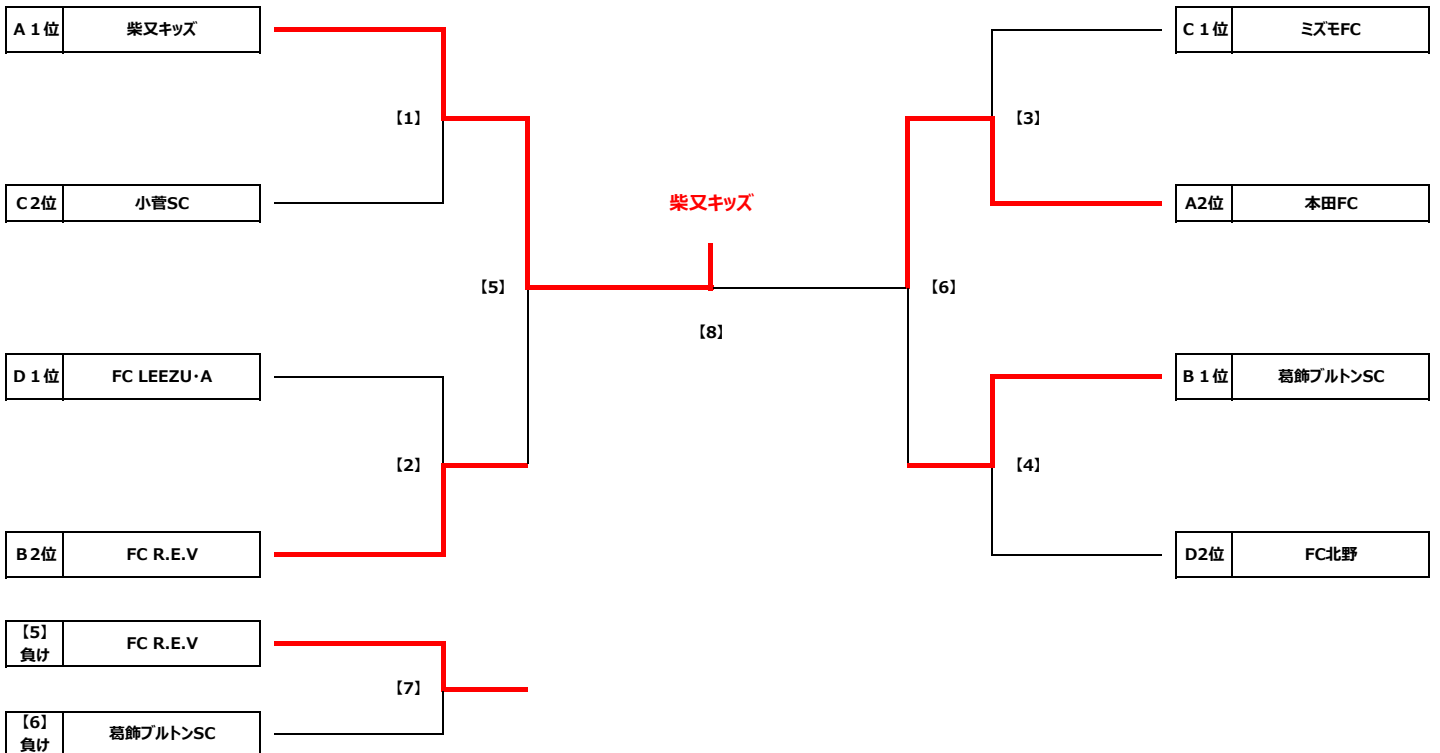 A１位 柴又キッズ
C１位 ミズモFC
【1】
【3】
C２位 小菅SC
柴又キッズ
A2位 本田FC
【5】
【6】
【8】
D１位 FC LEEZU・A
B１位 葛飾ブルトンSC
【2】
【4】
B２位 FC R.E.V
D2位 FC北野
【5】
負け
FC R.E.V
【7】
【6】
負け
葛飾ブルトンSC